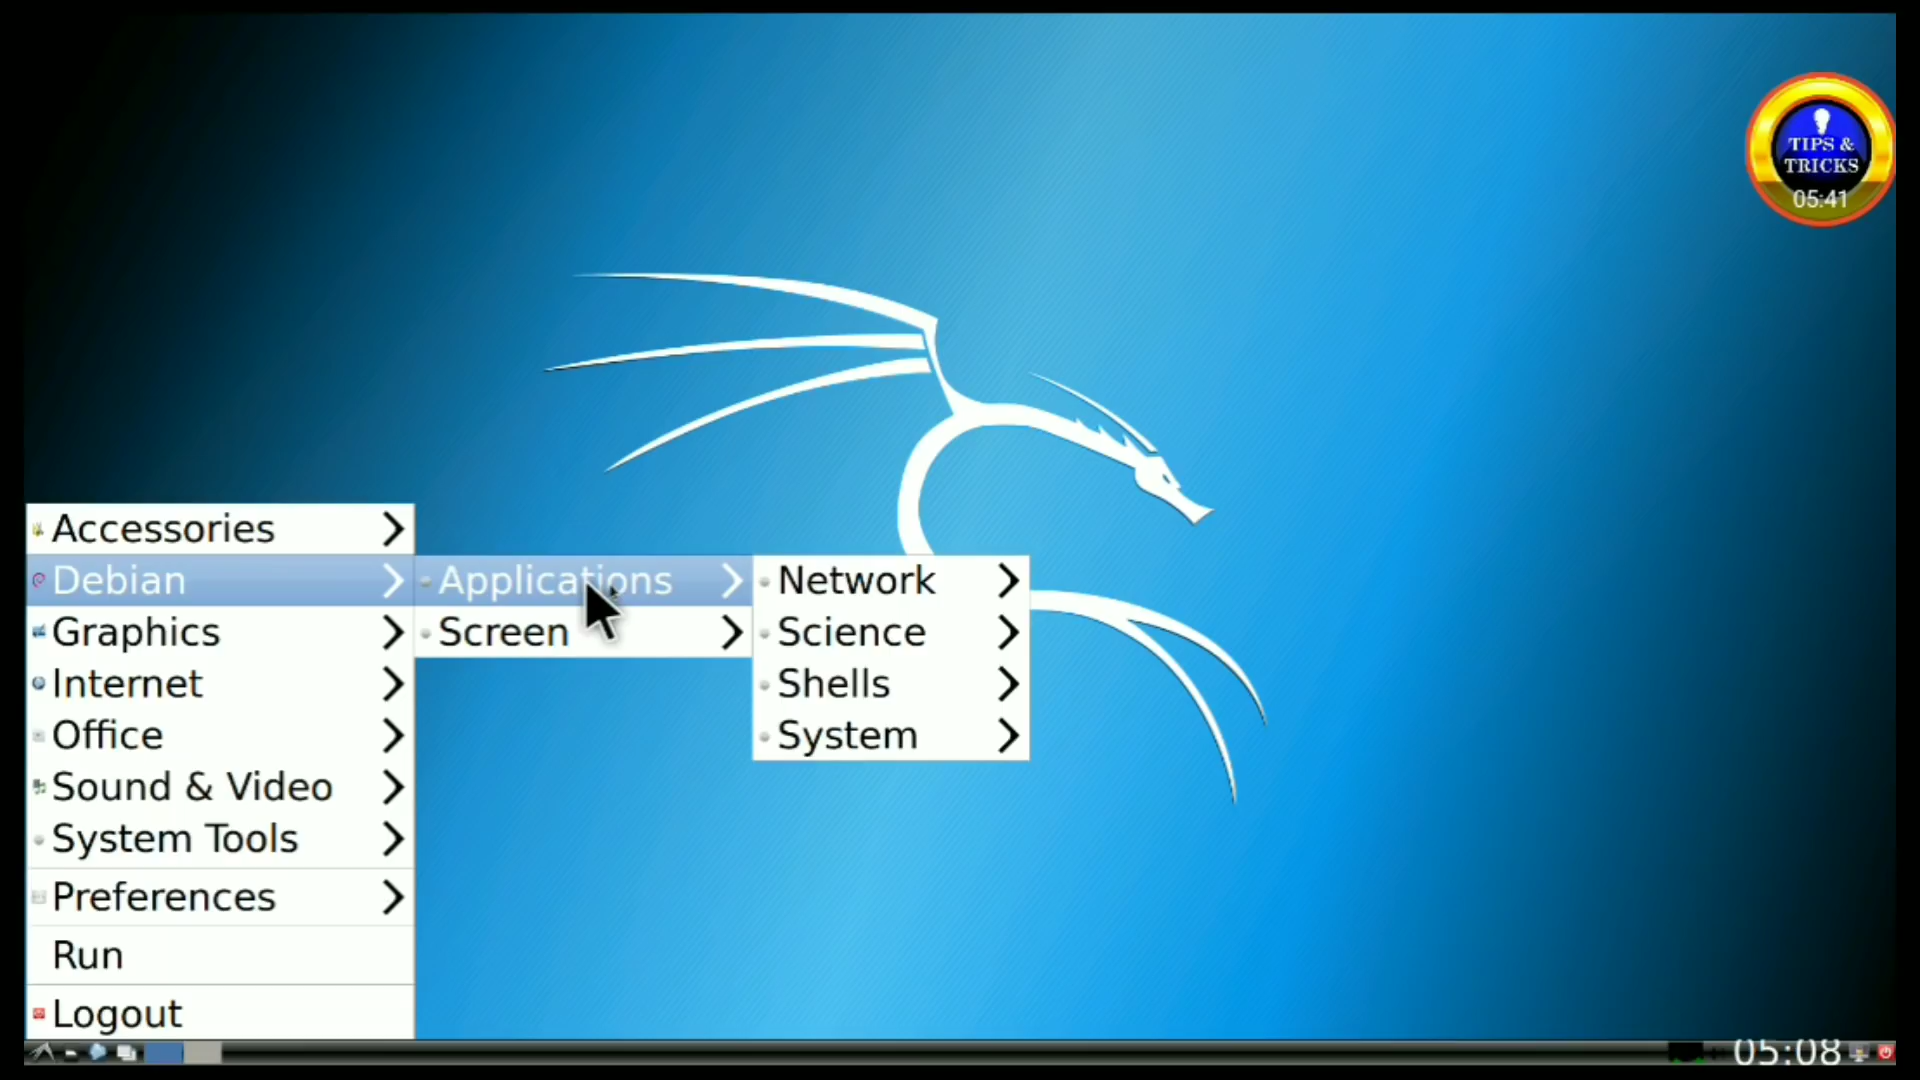 TIPS &
TRICKS
05:41
Accessories
Debian
Graphics
Internet
Office
Sound & Video
System Tools
Preferences
Run
Logout
Applications
Screen
Network
Science
Shells
System
05:08